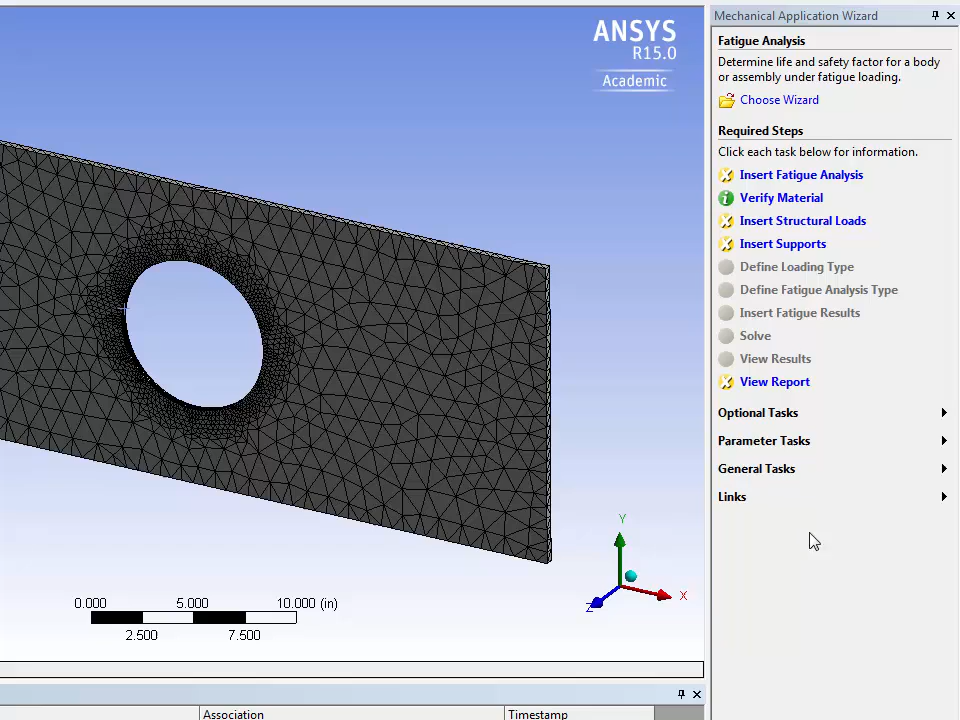 Mechanical Application Wizard
ANSYS
R15.0
Academic
Fatigue Analysis
Determine life and safety factor for a body
or assembly under fatigue loading.
Choose Wizard
Required Steps
Click each task below for information.
Insert Fatigue Analysis
Verify Material
Insert Structural Loads
Insert Supports
Define Loading Type
Define Fatigue Analysis Type
Insert Fatigue Results
Solve
View Results
View Report
Optional Tasks
Parameter Tasks
General Tasks
Links
Y
X
Z
0.000 5.000 10.000 (in)
2.500 7.500
Association Timestamp